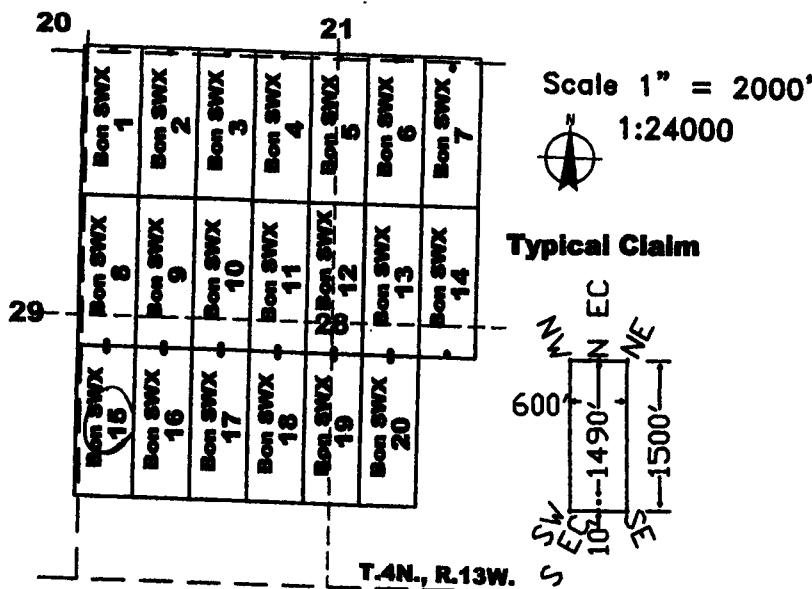 20
21
Bon SWX 1
Bon SWX 2
Bon SWX 3
Bon SWX 4
Bon SWX 5
Bon SWX 6
Bon SWX 7
Scale 1" = 2000'
N
1:24000
Bon SWX 8
Bon SWX 9
Bon SWX 10
Bon SWX 11
Bon SWX 12
Bon SWX 13
Bon SWX 14
Typical Claim
29
28
Bon SWX 15
Bon SWX 16
Bon SWX 17
Bon SWX 18
Bon SWX 19
Bon SWX 20
NW
N EC
NE
600'
1490'
1500'
SW
S EC
10'
SE
T.4N., R.13W.